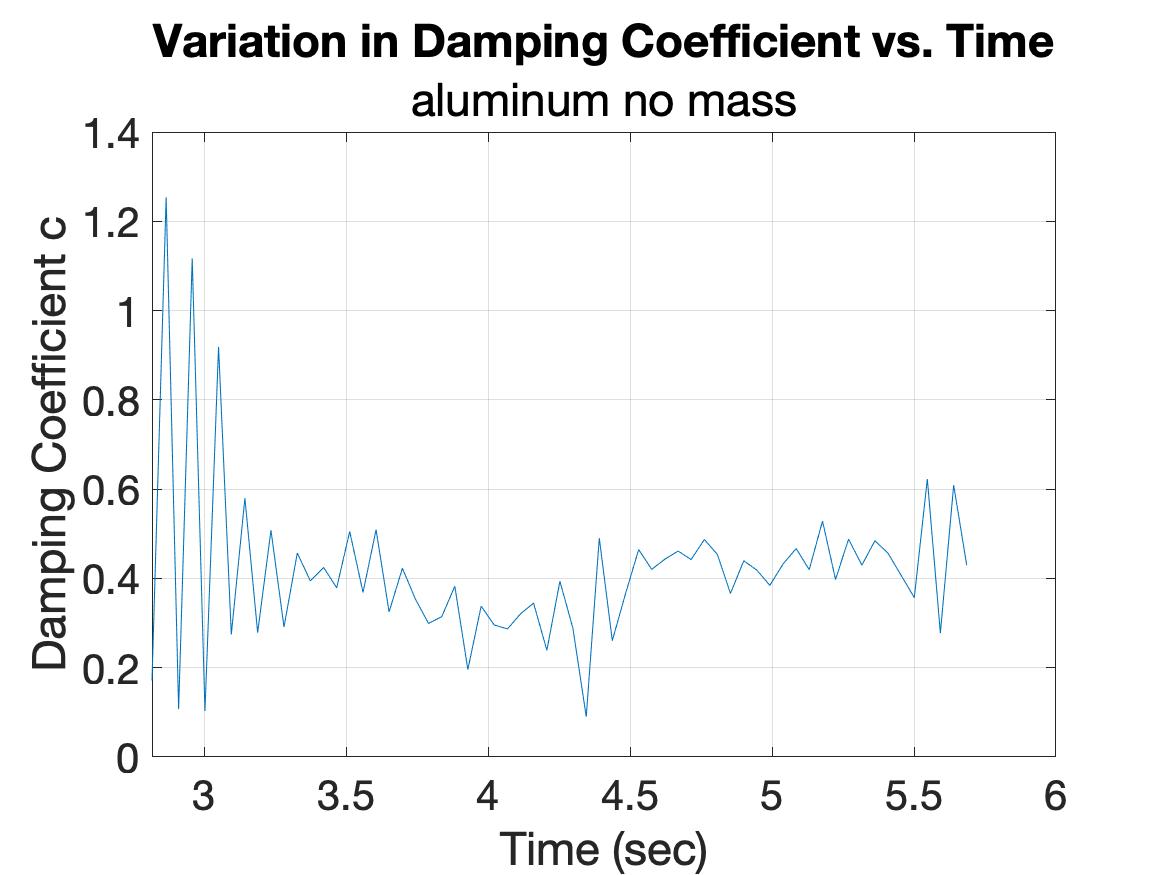 Variation in Damping Coefficient vs. Time
aluminum no mass
Damping Coefficient c
1.4
1.2
1
0.8
0.6
0.4
0.2
0
3 3.5 4 4.5 5 5.5 6
Time (sec)